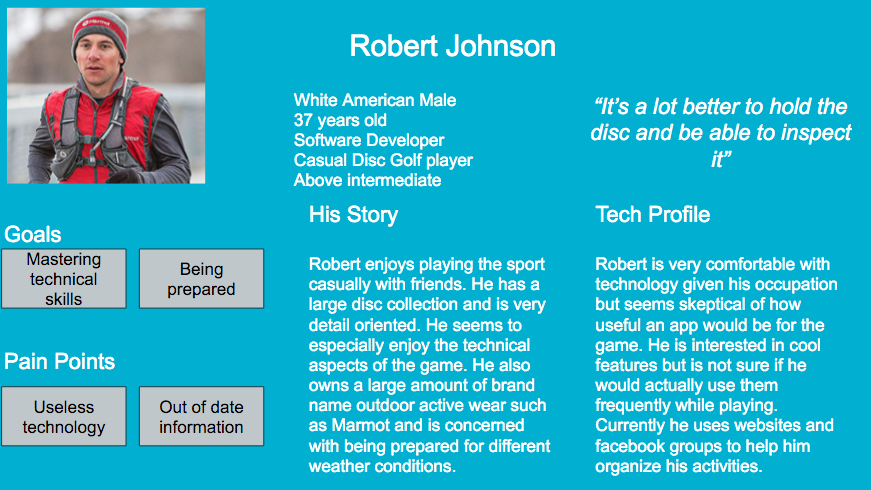 Robert Johnson
White American Male
37 years old
Software Developer
Casual Disc Golf player
Above intermediate
“It’s a lot better to hold the
disc and be able to inspect
it”
Goals
Mastering
technical
skills
Being
prepared
Pain Points
Useless
technology
Out of date
information
His Story
Robert enjoys playing the sport
casually with friends. He has a
large disc collection and is very
detail oriented. He seems to
especially enjoy the technical
aspects of the game. He also
owns a large amount of brand
name outdoor active wear such
as Marmot and is concerned
with being prepared for different
weather conditions.
Tech Profile
Robert is very comfortable with
technology given his occupation
but seems skeptical of how
useful an app would be for the
game. He is interested in cool
features but is not sure if he
would actually use them
frequently while playing.
Currently he uses websites and
facebook groups to help him
organize his activities.